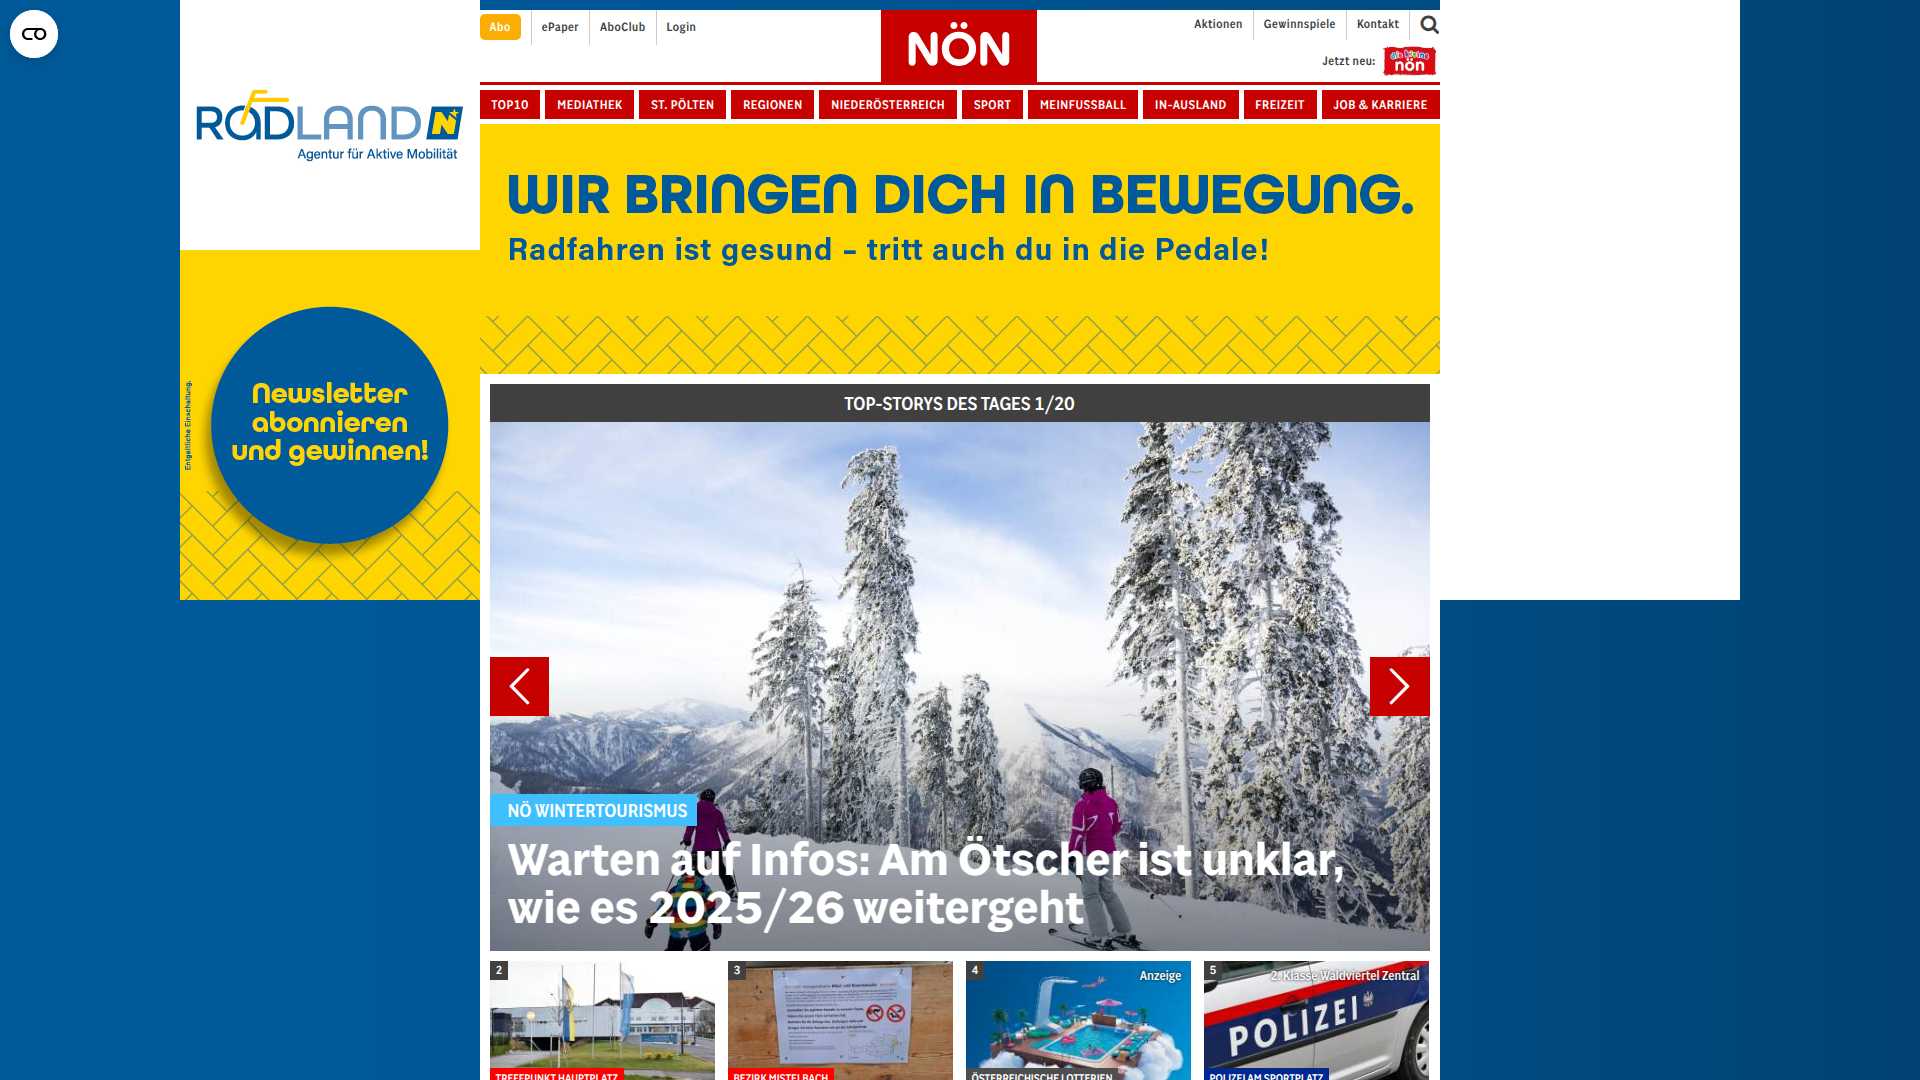 Abo
ePaper
AboClub
Login
NÖN
Aktionen
Gewinnspiele
Kontakt
Jetzt neu:
die kleine
nön
TOP10
MEDIATHEK
ST. PÖLTEN
REGIONEN
NIEDERÖSTERREICH
SPORT
MEINFUSSBALL
IN-AUSLAND
FREIZEIT
JOB & KARRIERE
RADLAND N
Agentur für Aktive Mobilität
WIR BRINGEN DICH IN BEWEGUNG.
Radfahren ist gesund – tritt auch du in die Pedale!
Newsletter
abonnieren
und gewinnen!
Entgeltliche Einschaltung.
TOP-STORYS DES TAGES 1/20
NÖ WINTERTOURISMUS
Warten auf Infos: Am Ötscher ist unklar,
wie es 2025/26 weitergeht
2
3
4
Anzeige
5
2. Klasse Waldviertel Zentral
POLIZEI
TREFFPUNKT HAUPTPLATZ
BEZIRK MISTELBACH
ÖSTERREICHISCHE LOTTERIEN
POLIZEI AM SPORTPLATZ